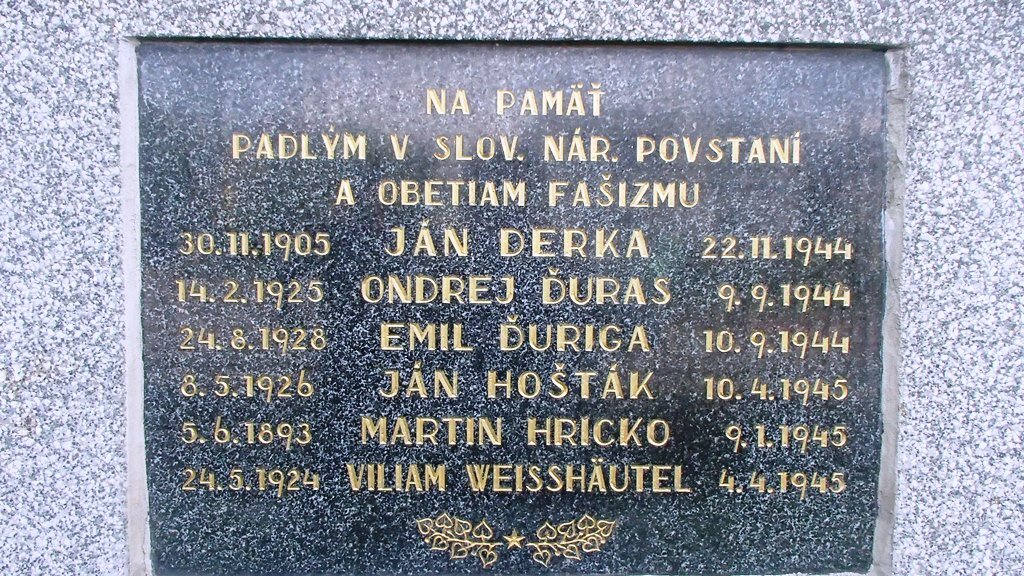 NA PAMÄŤ
PADLÝM V SLOV. NÁR. POVSTANÍ
A OBETIAM FAŠIZMU
30.11.1905 JÁN DERKA 22.11.1944
14.2.1925 ONDREJ ĎURAS 9.9.1944
24.8.1928 EMIL ĎURICA 10.9.1944
8.5.1926 JÁN HOŠTÁK 10.4.1945
5.6.1893 MARTIN HRICKO 9.1.1945
24.5.1924 VILIAM WEISSHÄUTEL 4.4.1945